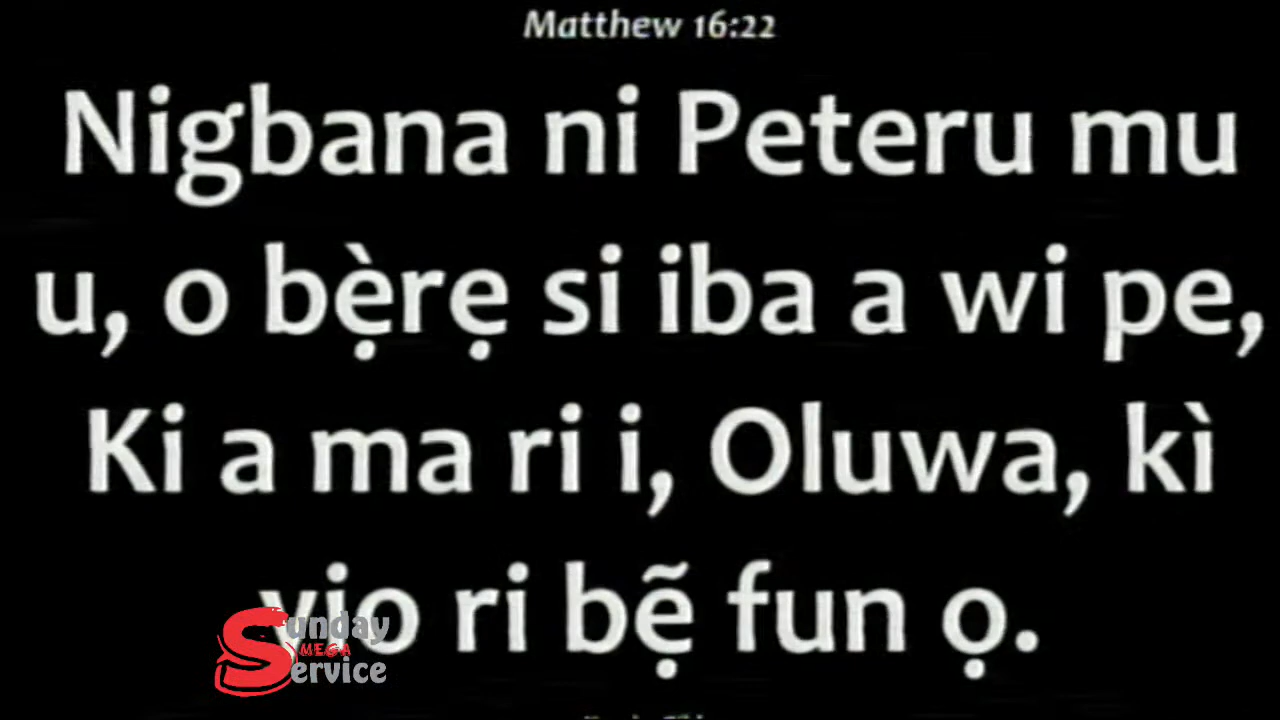 Matthew 16:22
Nigbana ni Peteru mu
u, o bẹ̀rẹ si iba a wi pe,
Ki a ma ri i, Oluwa, kì
yio ri bẹ̃ fun ọ.
Sunday
MEGA
Service